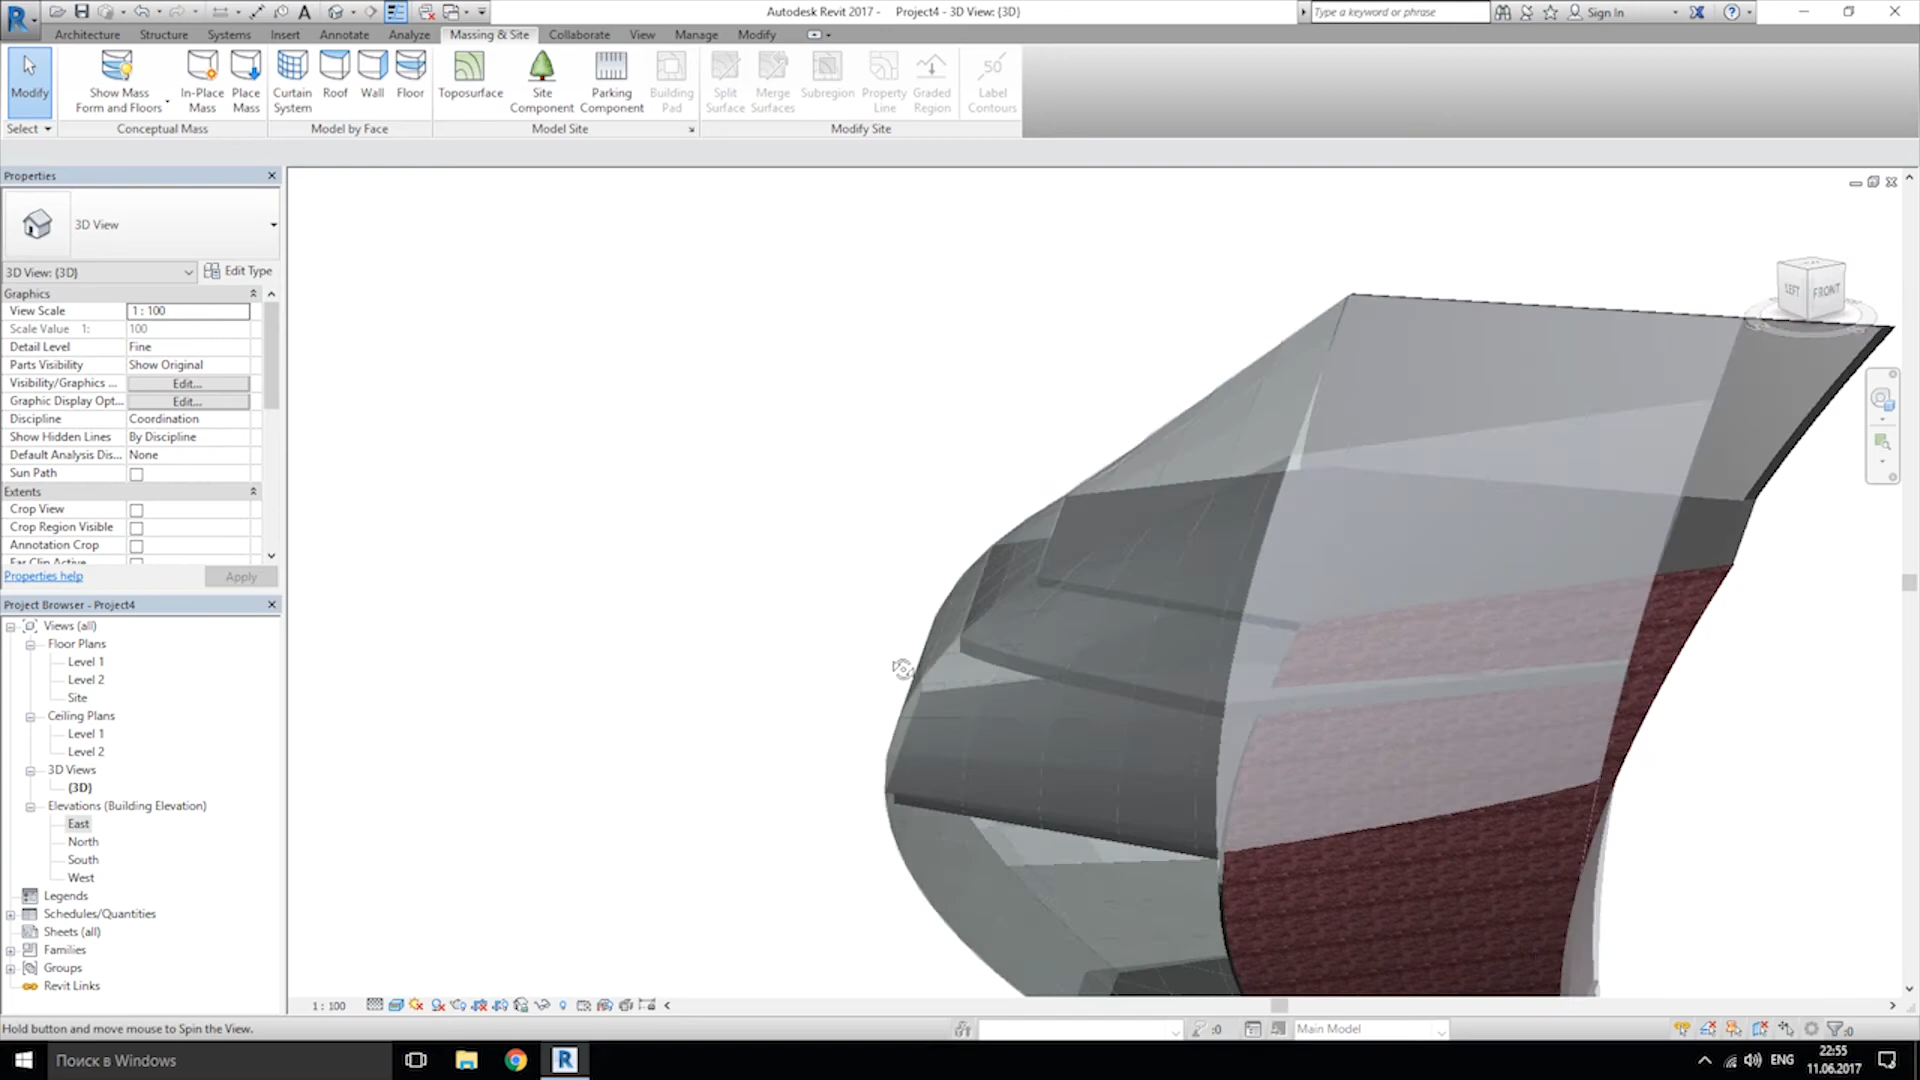 Autodesk Revit 2017 - Project4 - 3D View: {3D}
Type a keyword or phrase
Sign In
Architecture Structure Systems Insert Annotate Analyze Massing & Site Collaborate View Manage Modify
Modify
Show Mass Form and Floors
In-Place Mass
Place Mass
Curtain System
Roof
Wall
Floor
Toposurface
Site Component
Parking Component
Building Pad
Split Surface
Merge Surfaces
Subregion
Property Line
Graded Region
50
Label Contours
Select
Conceptual Mass
Model by Face
Model Site
Modify Site
Properties
3D View
3D View: {3D}
Edit Type
Graphics
View Scale 1 : 100
Scale Value 1: 100
Detail Level Fine
Parts Visibility Show Original
Visibility/Graphics ... Edit...
Graphic Display Opt... Edit...
Discipline Coordination
Show Hidden Lines By Discipline
Default Analysis Dis... None
Sun Path
Extents
Crop View
Crop Region Visible
Annotation Crop
Far Clip Active
Properties help
Apply
LEFT FRONT
Project Browser - Project4
Views (all)
Floor Plans
Level 1
Level 2
Site
Ceiling Plans
Level 1
Level 2
3D Views
{3D}
Elevations (Building Elevation)
East
North
South
West
Legends
Schedules/Quantities
Sheets (all)
Families
Groups
Revit Links
1 : 100
Hold button and move mouse to Spin the View.
:0
Main Model
:0
Поиск в Windows
ENG
22:55
11.06.2017